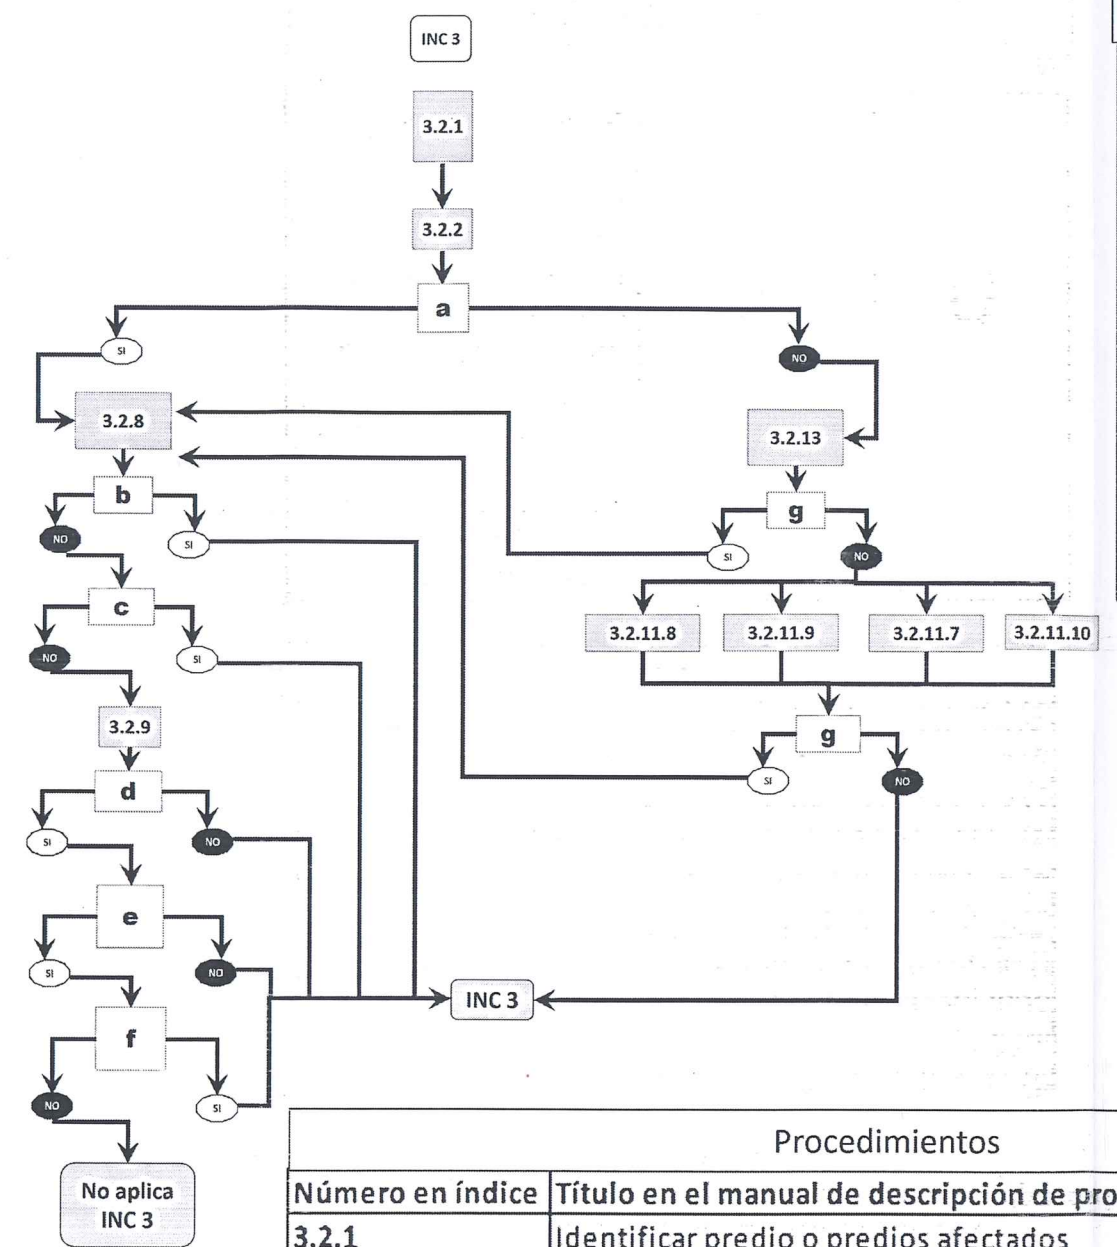 INC 3
3.2.1
3.2.2
a
SI
NO
3.2.8
3.2.13
b
g
NO
SI
SI
NO
c
3.2.11.8
3.2.11.9
3.2.11.7
3.2.11.10
NO
SI
3.2.9
g
d
SI
NO
SI
NO
e
SI
NO
INC 3
f
NO
SI
No aplica
INC 3
Procedimientos
Número en índice
Título en el manual de descripción de pro
3.2.1
Identificar predio o predios afectados